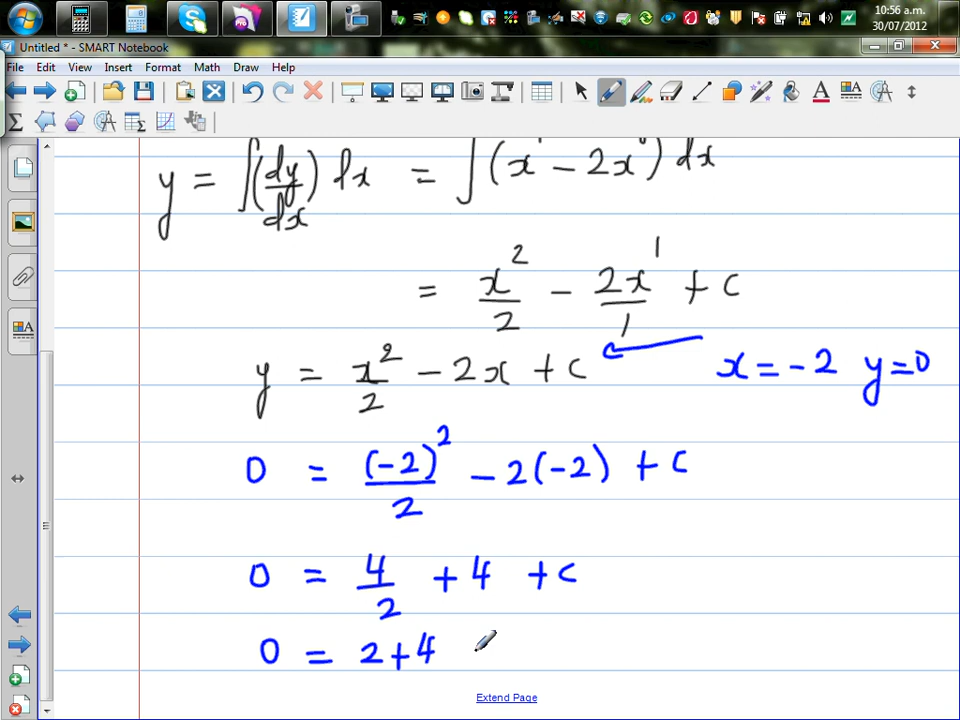 10:56 a.m.
30/07/2012
Untitled * - SMART Notebook
File Edit View Insert Format Math Draw Help
y = ∫(dy/dx) dx = ∫(x¹ - 2x⁰) dx
= x²/2 - 2x¹/1 + c
y = x²/2 - 2x + c x = -2 y = 0
0 = (-2)²/2 - 2(-2) + c
0 = 4/2 + 4 + c
0 = 2+4
Extend Page